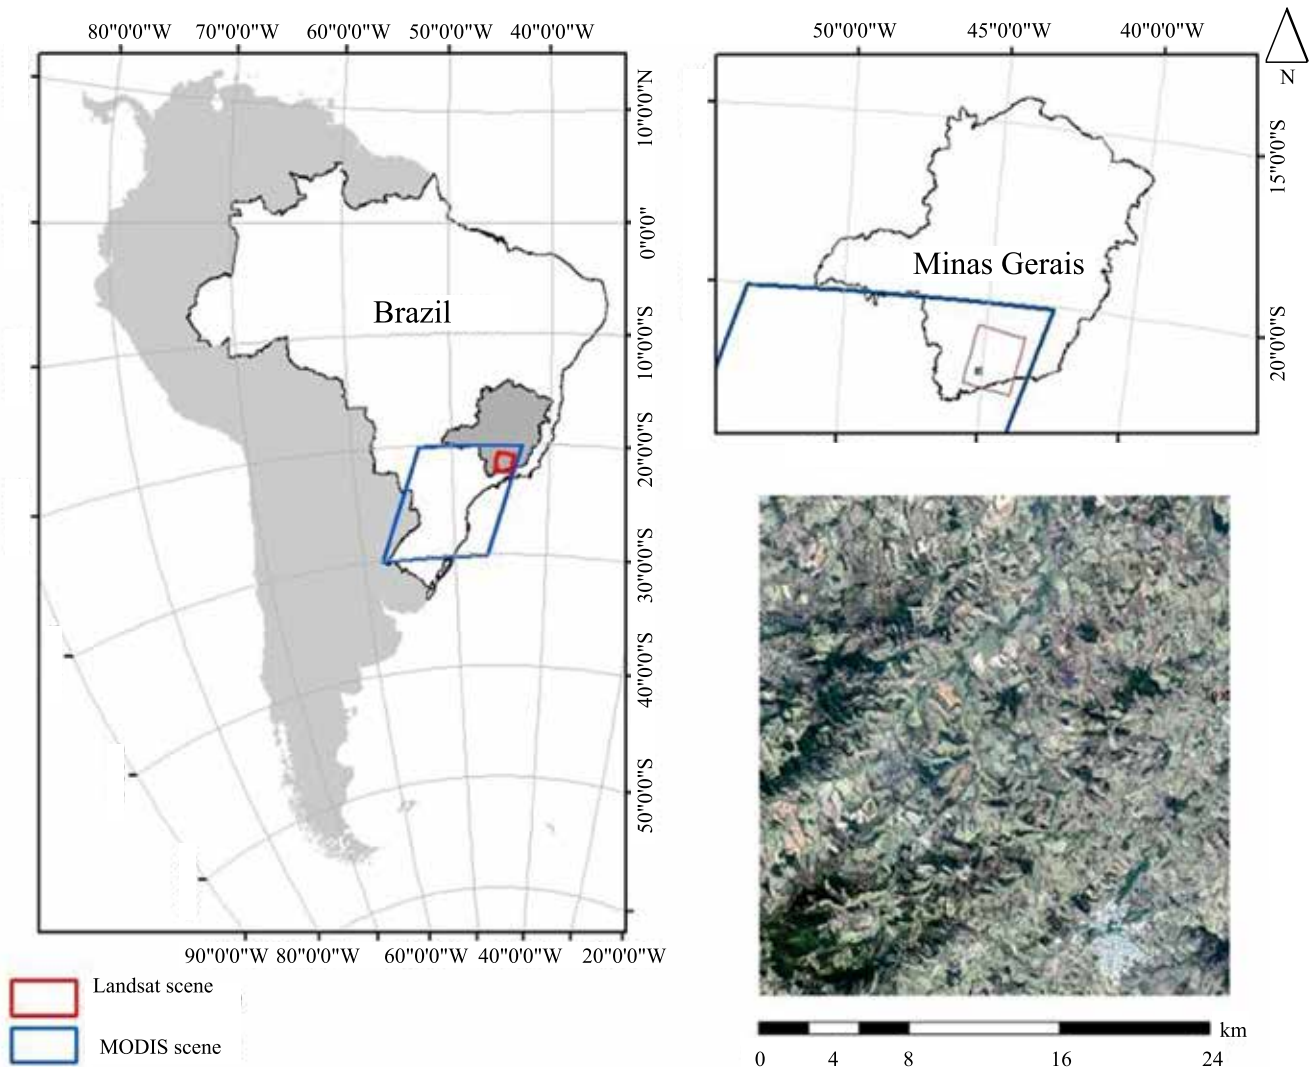 80"0'0"W 70"0'0"W 60"0'0"W 50"0'0"W 40"0'0"W
10"0'0"N
0"0'0"
10"0'0"S
20"0'0"S
30"0'0"S
40"0'0"S
50"0'0"S
Brazil
90"0'0"W 80"0'0"W 60"0'0"W 40"0'0"W 20"0'0"W
Landsat scene
MODIS scene
50"0'0"W 45"0'0"W 40"0'0"W
N
15"0'0"S
20"0'0"S
Minas Gerais
km
0 4 8 16 24